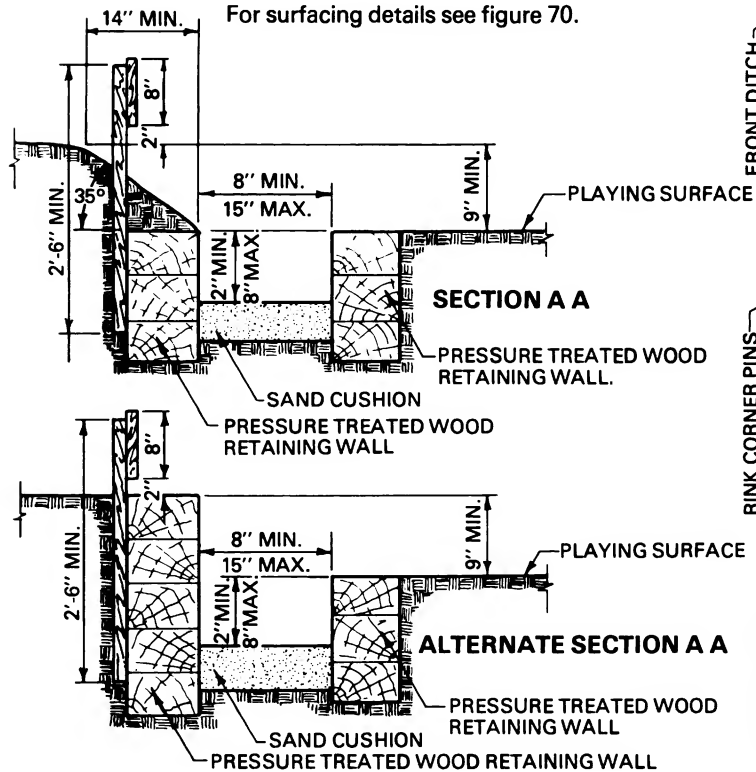 14" MIN.
For surfacing details see figure 70.
8"
2"
35°
2'-6" MIN.
8" MIN.
15" MAX.
9" MIN.
PLAYING SURFACE
2" MIN.
8" MAX
SECTION A A
PRESSURE TREATED WOOD
RETAINING WALL.
SAND CUSHION
PRESSURE TREATED WOOD
RETAINING WALL
8"
2"
2'-6" MIN.
8" MIN.
15" MAX.
9" MIN.
PLAYING SURFACE
2" MIN.
8" MAX
ALTERNATE SECTION A A
PRESSURE TREATED WOOD
RETAINING WALL
SAND CUSHION
PRESSURE TREATED WOOD RETAINING WALL
FRONT DITCH
RINK CORNER PINS